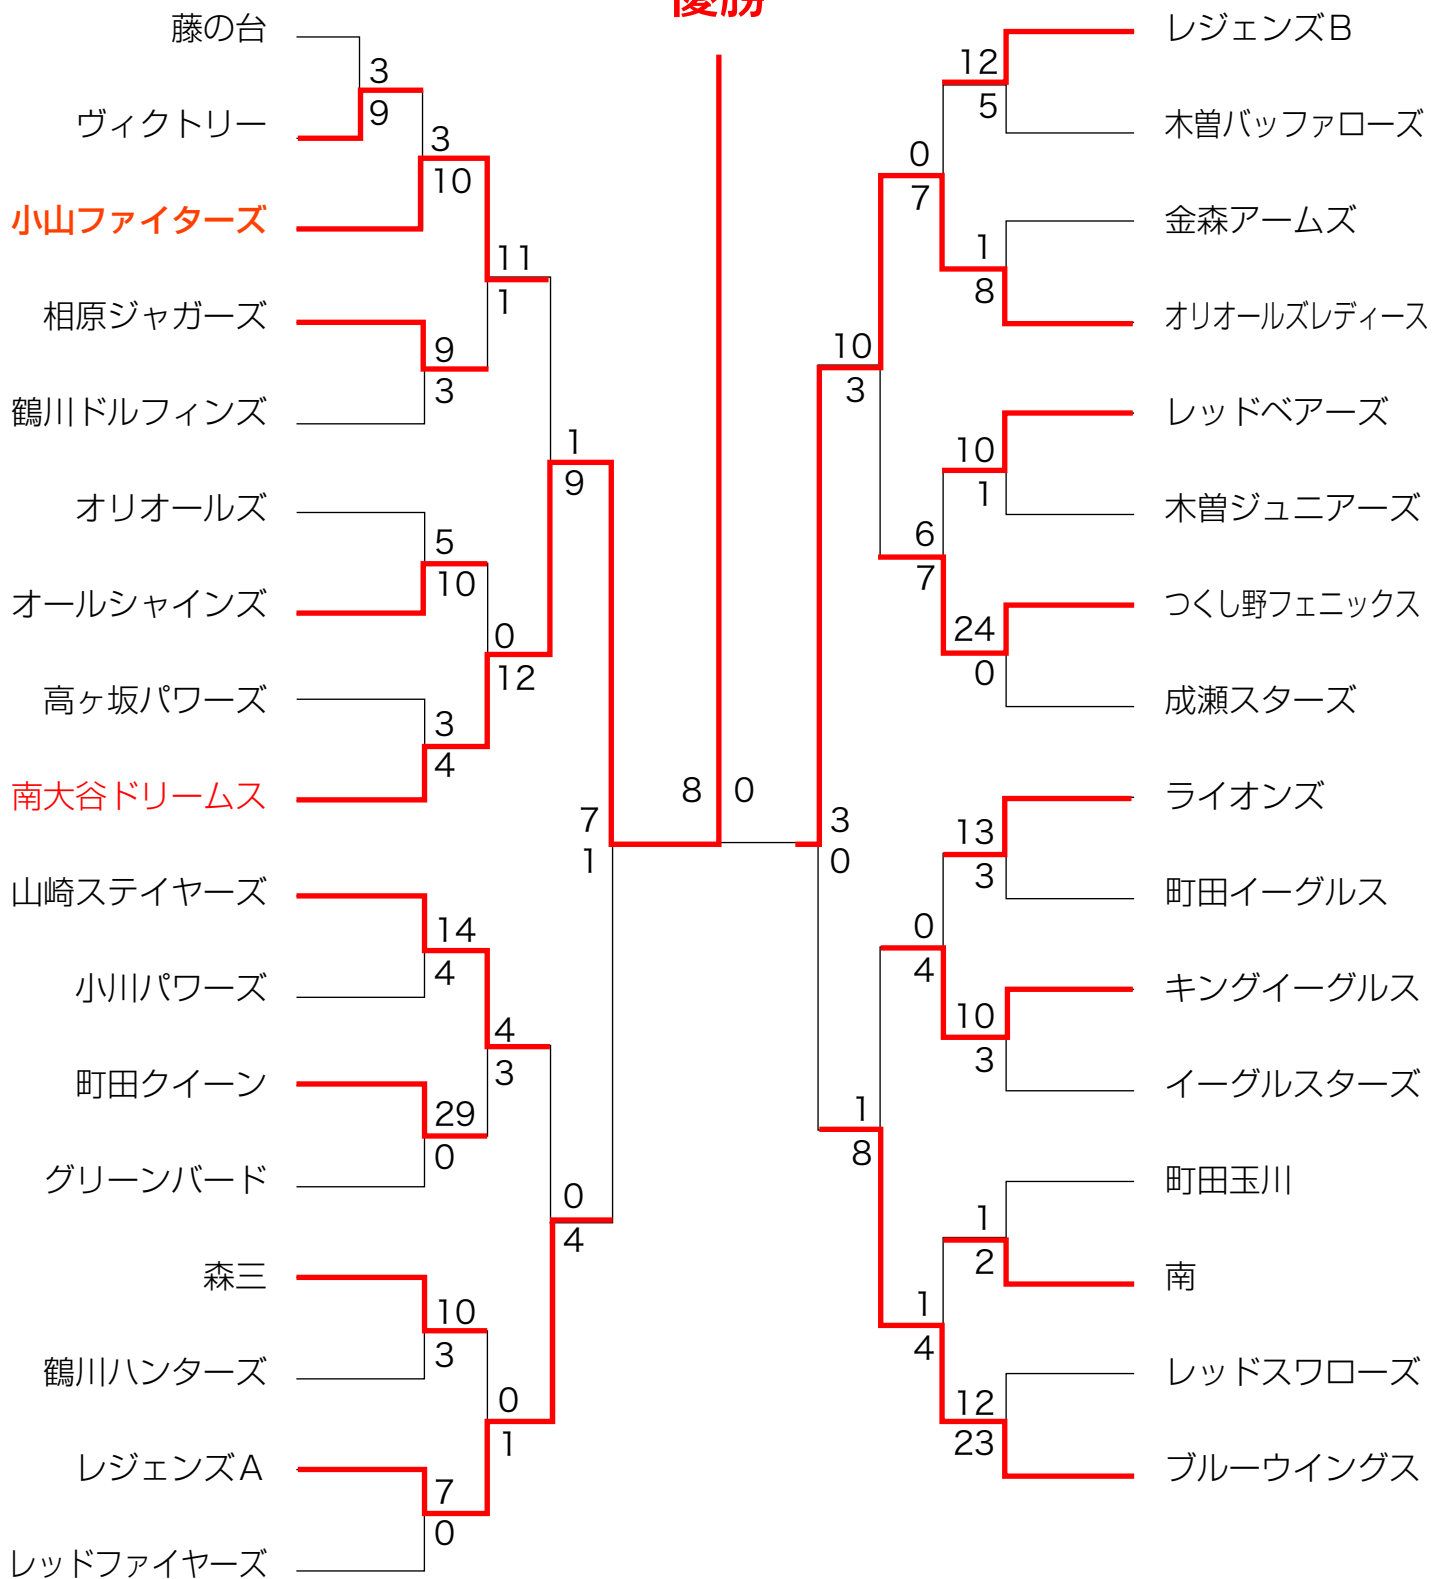 優勝
藤の台
ヴィクトリー
小山ファイターズ
相原ジャガーズ
鶴川ドルフィンズ
オリオールズ
オールシャインズ
高ヶ坂パワーズ
南大谷ドリームス
山崎ステイヤーズ
小川パワーズ
町田クイーン
グリーンバード
森三
鶴川ハンターズ
レジェンズA
レッドファイヤーズ
3
9
3
10
11
1
9
3
1
9
5
10
0
12
3
4
7
1
14
4
4
3
29
0
0
4
10
3
0
1
7
0
8
0
3
0
10
3
0
7
12
5
1
8
10
1
6
7
24
0
13
3
0
4
10
3
1
8
1
2
1
4
12
23
レジェンズB
木曽バッファローズ
金森アームズ
オリオールズレディース
レッドベアーズ
木曽ジュニアーズ
つくし野フェニックス
成瀬スターズ
ライオンズ
町田イーグルス
キングイーグルス
イーグルスターズ
町田玉川
南
レッドスワローズ
ブルーウイングス